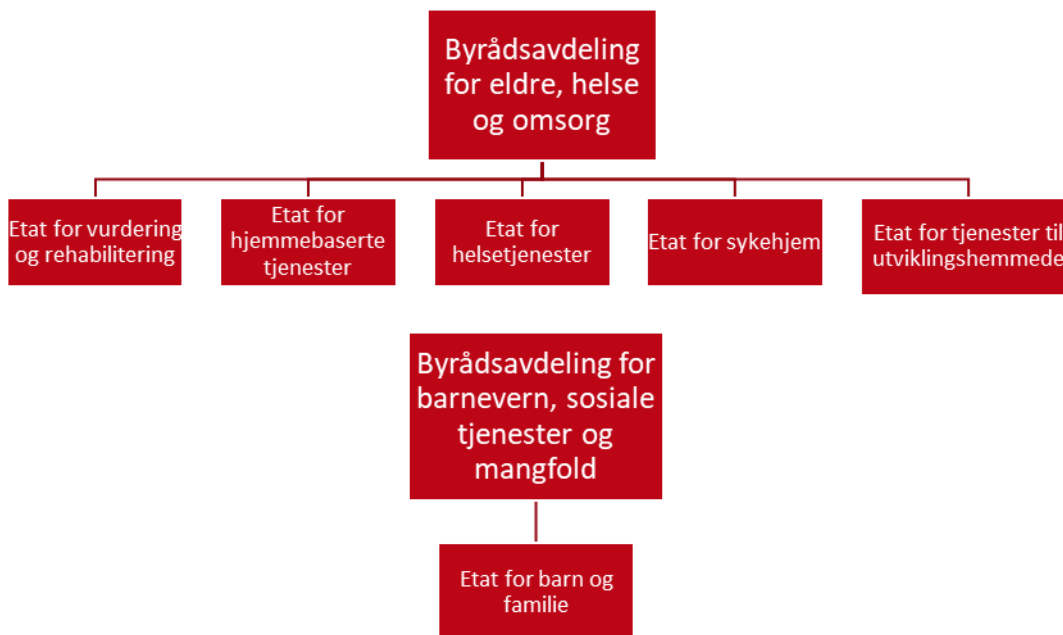 Byrådsavdeling
for eldre, helse
og omsorg
Etat for vurdering
og rehabilitering
Etat for
hjemmebaserte
tjenester
Etat for
helsetjenester
Etat for sykehjem
Etat for tjenester til
utviklingshemmede
Byrådsavdeling for
barnevern, sosiale
tjenester og
mangfold
Etat for barn og
familie